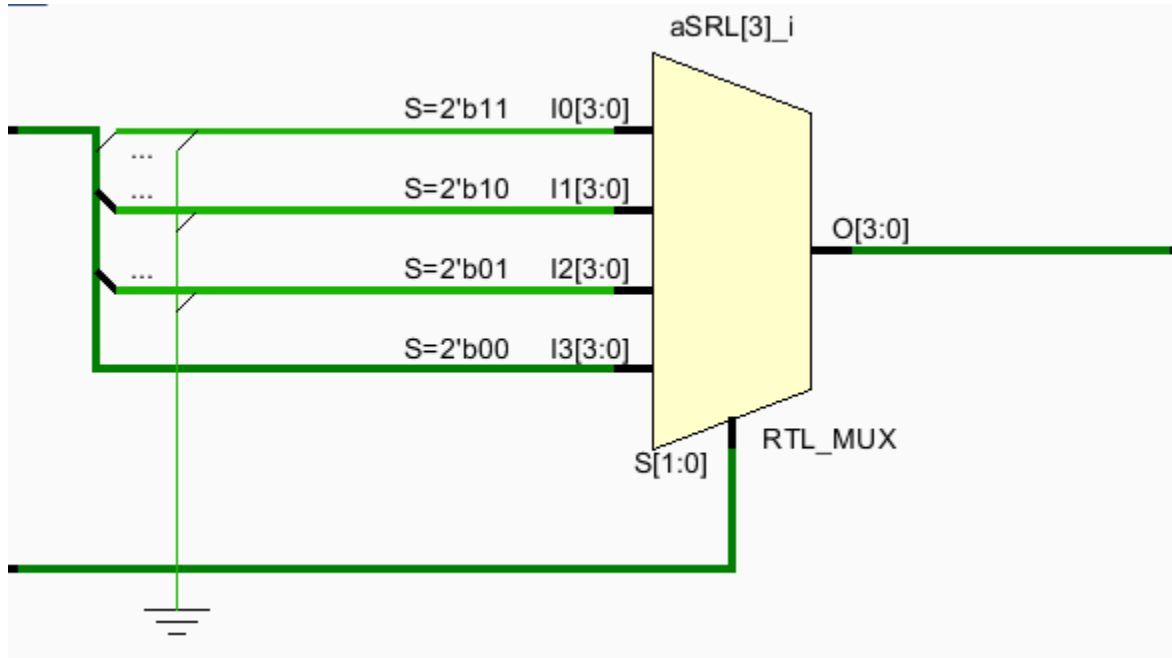 aSRL[3]_i
S=2'b11 I0[3:0]
...
... S=2'b10 I1[3:0]
O[3:0]
... S=2'b01 I2[3:0]
S=2'b00 I3[3:0]
RTL_MUX
S[1:0]